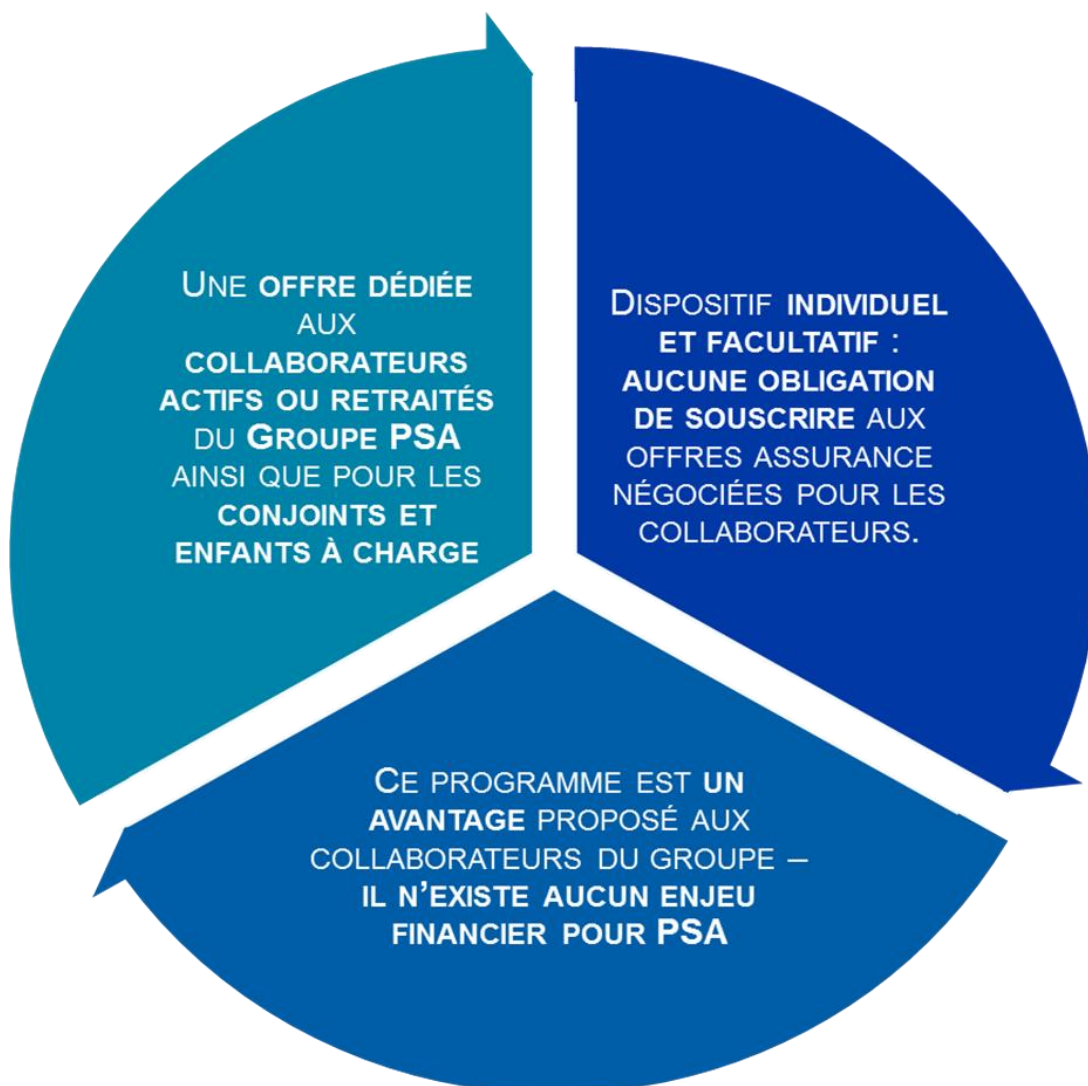 UNE OFFRE DÉDIÉE
AUX
COLLABORATEURS
ACTIFS OU RETRAITÉS
DU GROUPE PSA
AINSI QUE POUR LES
CONJOINTS ET
ENFANTS À CHARGE
DISPOSITIF INDIVIDUEL
ET FACULTATIF :
AUCUNE OBLIGATION
DE SOUSCRIRE AUX
OFFRES ASSURANCE
NÉGOCIÉES POUR LES
COLLABORATEURS.
CE PROGRAMME EST UN
AVANTAGE PROPOSÉ AUX
COLLABORATEURS DU GROUPE –
IL N'EXISTE AUCUN ENJEU
FINANCIER POUR PSA